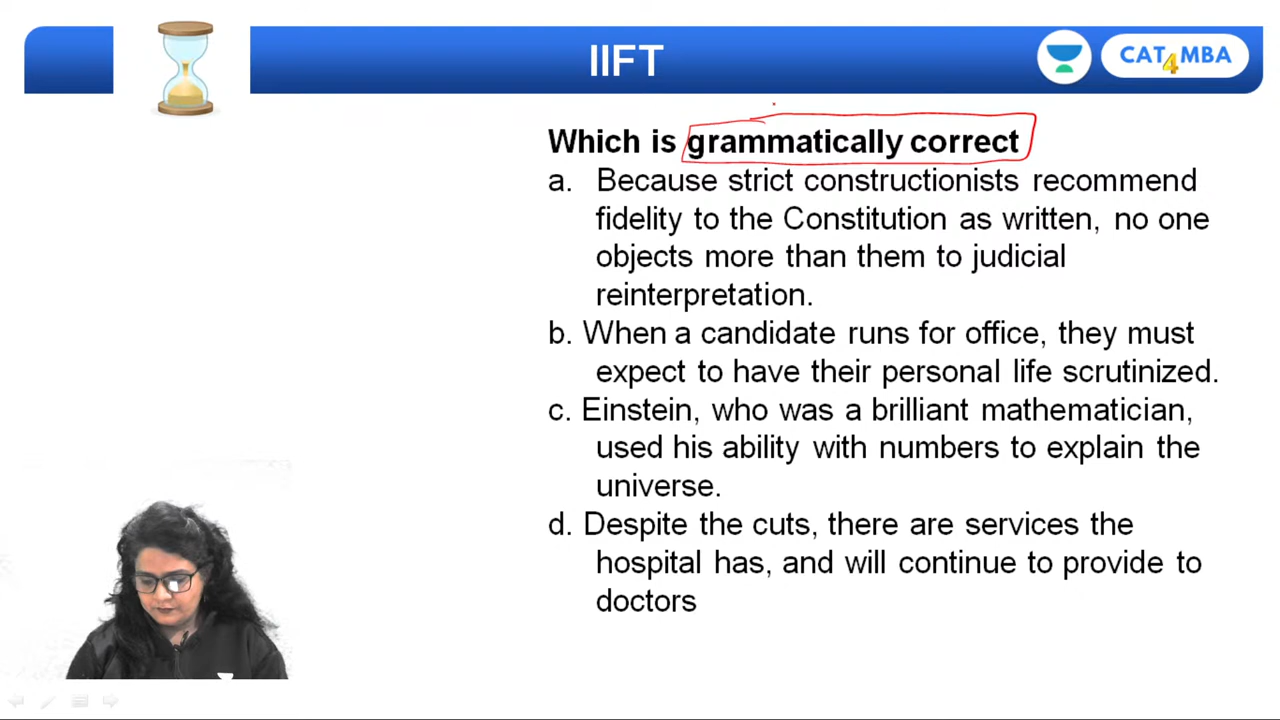 IIFT
CAT4MBA
Which is grammatically correct
a. Because strict constructionists recommend
fidelity to the Constitution as written, no one
objects more than them to judicial
reinterpretation.
b. When a candidate runs for office, they must
expect to have their personal life scrutinized.
c. Einstein, who was a brilliant mathematician,
used his ability with numbers to explain the
universe.
d. Despite the cuts, there are services the
hospital has, and will continue to provide to
doctors